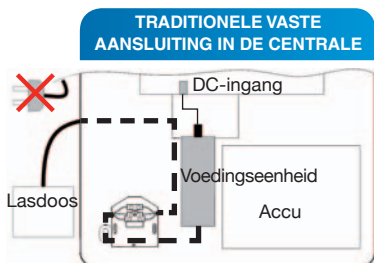 TRADITIONELE VASTE
AANSLUITING IN DE CENTRALE
DC-ingang
Voedingseenheid
Lasdoos
Accu